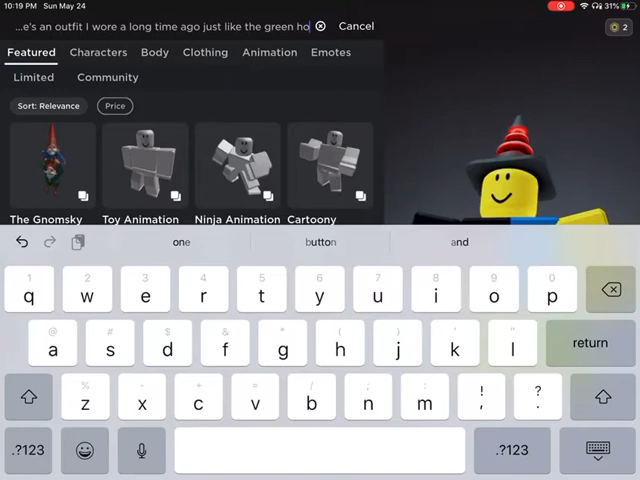 10:19 PM Sun May 24 31%
...e's an outfit I wore a long time ago just like the green ho Cancel
2
Featured Characters Body Clothing Animation Emotes
Limited Community
Sort: Relevance Price
The Gnomsky Toy Animation Ninja Animation Cartoony
one button and
1 2 3 4 5 6 7 8 9 0
q w e r t y u i o p
@ # $ & * ( ) ' "
a s d f g h j k l return
% - + = / ; : ! ?
z x c v b n m , .
.?123 .?123